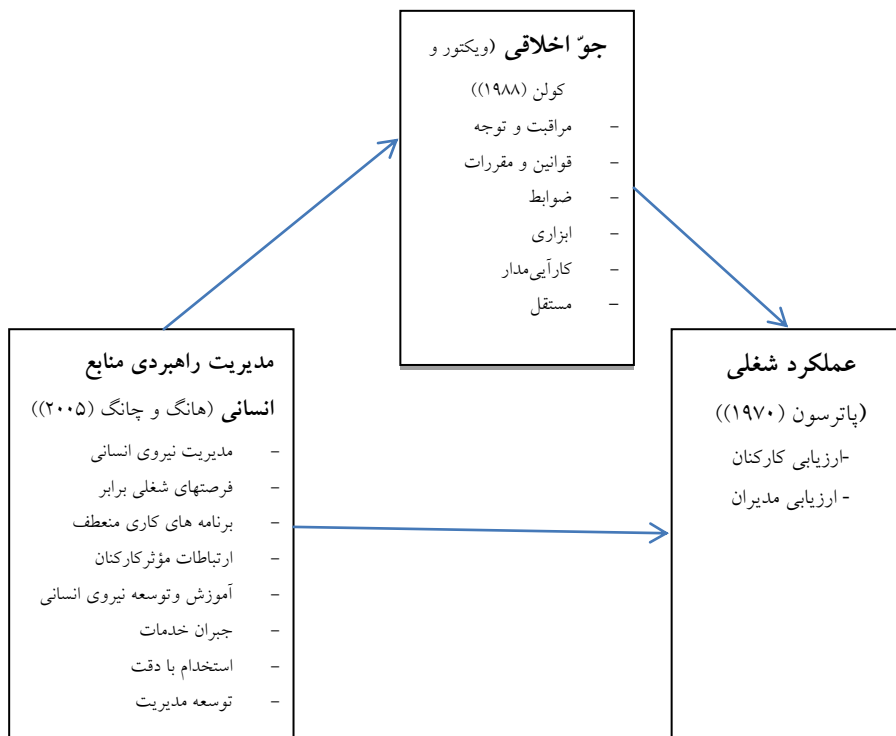 جوّ اخلاقی (ویکتور و
کولن (۱۹۸۸))
- مراقبت و توجه
- قوانین و مقررات
- ضوابط
- ابزاری
- کارآیی‌مدار
- مستقل
مدیریت راهبردی منابع
انسانی (هانگ و چانگ (۲۰۰۵))
- مدیریت نیروی انسانی
- فرصتهای شغلی برابر
- برنامه های کاری منعطف
- ارتباطات مؤثرکارکنان
- آموزش وتوسعه نیروی انسانی
- جبران خدمات
- استخدام با دقت
- توسعه مدیریت
عملکرد شغلی
(پاترسون (۱۹۷۰))
-ارزیابی کارکنان
- ارزیابی مدیران